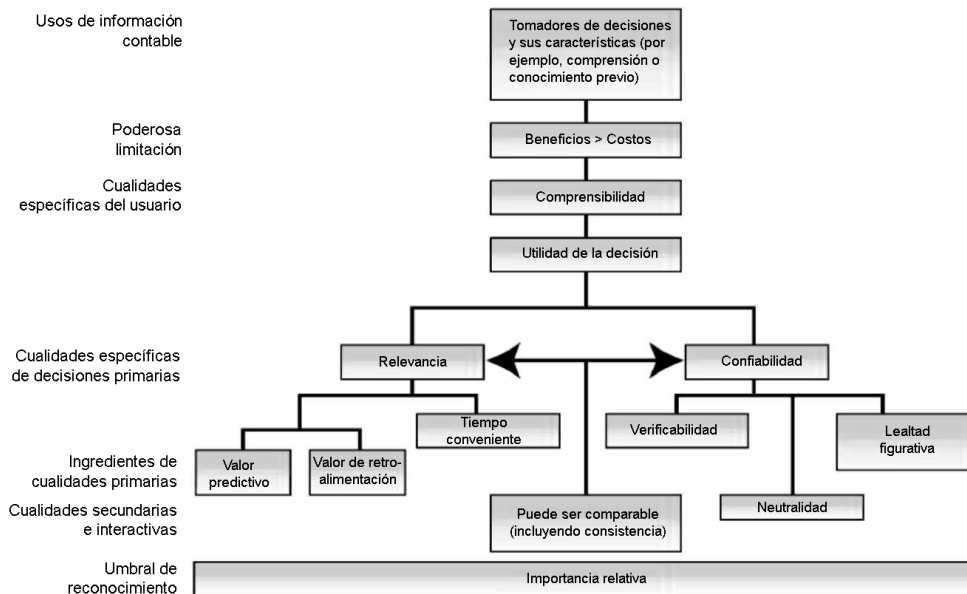 Usos de información
contable
Tomadores de decisiones
y sus características (por
ejemplo, comprensión o
conocimiento previo)
Poderosa
limitación
Beneficios > Costos
Cualidades
específicas del usuario
Comprensibilidad
Utilidad de la decisión
Cualidades específicas
de decisiones primarias
Relevancia
Confiabilidad
Ingredientes de
cualidades primarias
Valor
predictivo
Valor de retro-
alimentación
Tiempo
conveniente
Verificabilidad
Neutralidad
Lealtad
figurativa
Cualidades secundarias
e interactivas
Puede ser comparable
(incluyendo consistencia)
Umbral de
reconocimiento
Importancia relativa